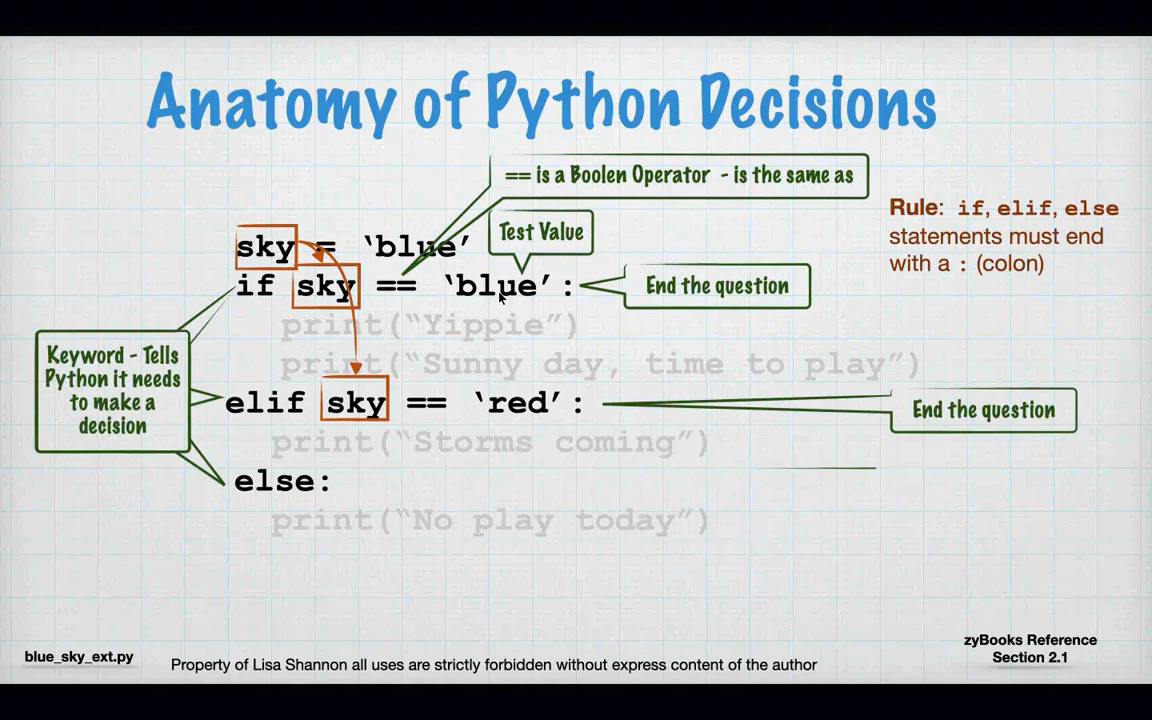 Anatomy of Python Decisions
== is a Boolen Operator - is the same as
Test Value
Rule: if, elif, else
statements must end
with a : (colon)
sky = ‘blue’
if sky == ‘blue’:
End the question
print(“Yippie”)
print(“Sunny day, time to play”)
Keyword - Tells
Python it needs
to make a
decision
elif sky == ‘red’:
End the question
print(“Storms coming”)
else:
print(“No play today”)
blue_sky_ext.py
Property of Lisa Shannon all uses are strictly forbidden without express content of the author
zyBooks Reference
Section 2.1